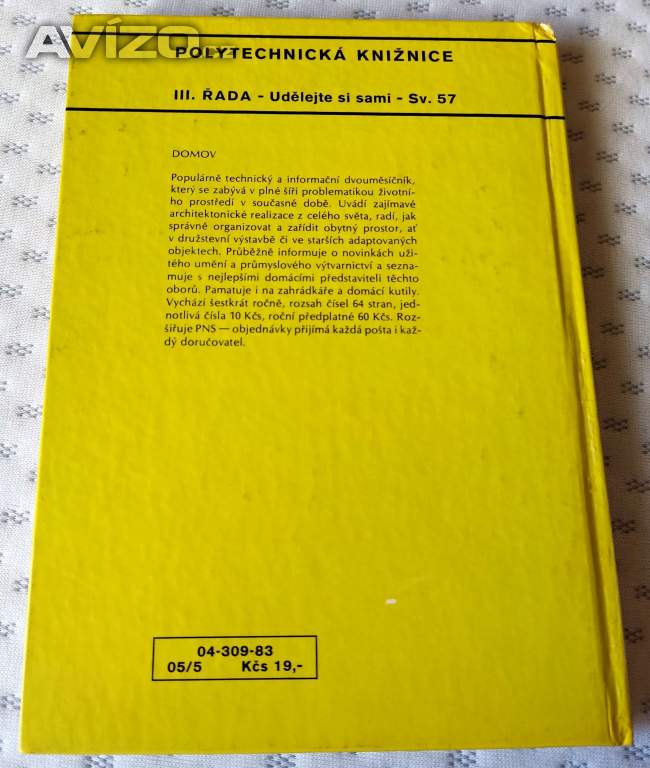 AVÍZO
POLYTECHNICKÁ KNIŽNICE
III. ŘADA - Udělejte si sami - Sv. 57
DOMOV
Populárně technický a informační dvouměsíčník,
který se zabývá v plné šíři problematikou životní-
ho prostředí v současné době. Uvádí zajímavé
architektonické realizace z celého světa, radí, jak
správně organizovat a zařídit obytný prostor, ať
v družstevní výstavbě či ve starších adaptovaných
objektech. Průběžně informuje o novinkách uži-
tého umění a průmyslového výtvarnictví a sezna-
muje s nejlepšími domácími představiteli těchto
oborů. Pamatuje i na zahrádkáře a domácí kutily.
Vychází šestkrát ročně, rozsah čísel 64 stran, jed-
notlivá čísla 10 Kčs, roční předplatné 60 Kčs. Roz-
šiřuje PNS — objednávky přijímá každá pošta i kaž-
dý doručovatel.
04-309-83
05/5 Kčs 19,-